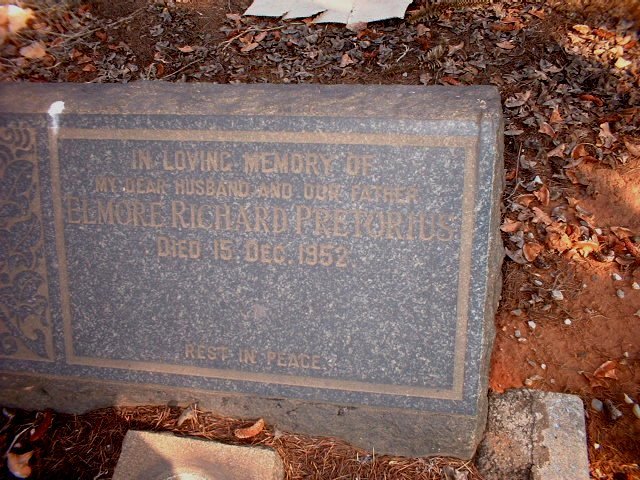 IN LOVING MEMORY OF
MY DEAR HUSBAND AND OUR FATHER
ELMORE RICHARD PRETORIUS
DIED 15 DEC. 1952
REST IN PEACE.